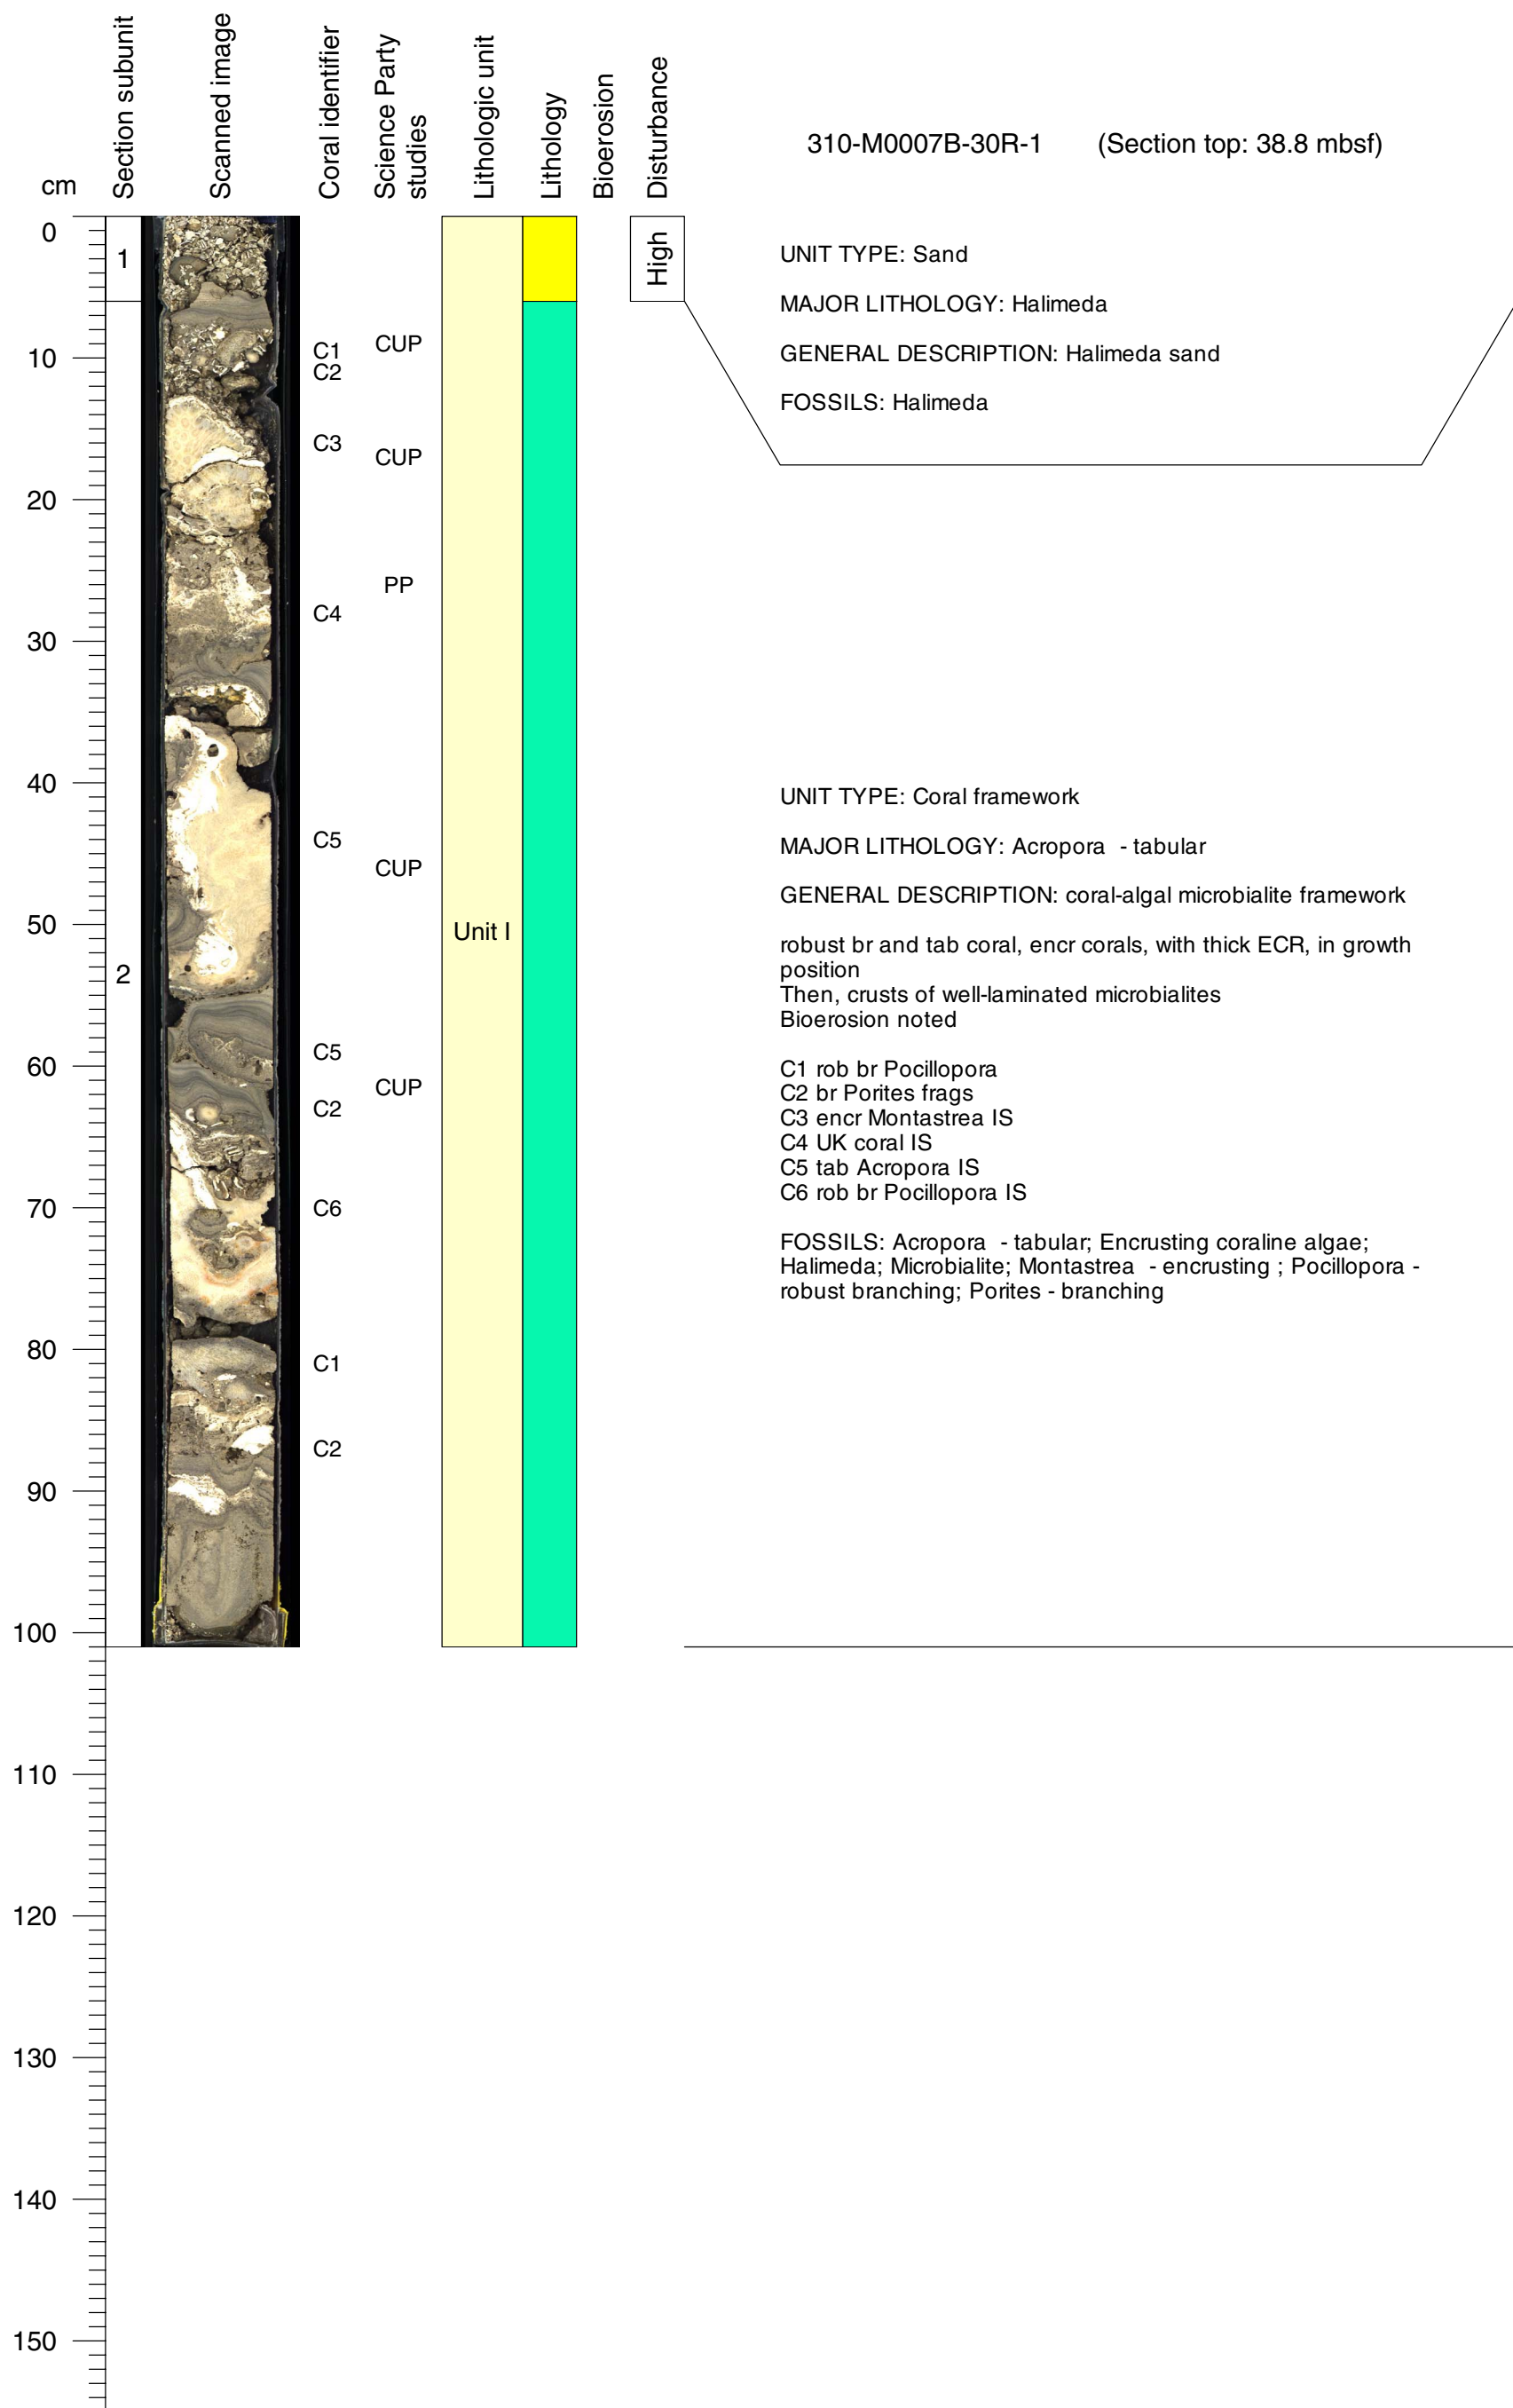 Section subunit
Scanned image
Coral identifier
Science Party
studies
Lithologic unit
Lithology
Bioerosion
Disturbance
310-M0007B-30R-1 (Section top: 38.8 mbsf)
cm
0
10
20
30
40
50
60
70
80
90
100
110
120
130
140
150
1
2
C1
C2
C3
C4
C5
C5
C2
C6
C1
C2
CUP
CUP
PP
CUP
CUP
Unit I
High
UNIT TYPE: Sand
MAJOR LITHOLOGY: Halimeda
GENERAL DESCRIPTION: Halimeda sand
FOSSILS: Halimeda
UNIT TYPE: Coral framework
MAJOR LITHOLOGY: Acropora - tabular
GENERAL DESCRIPTION: coral-algal microbialite framework
robust br and tab coral, encr corals, with thick ECR, in growth
position
Then, crusts of well-laminated microbialites
Bioerosion noted
C1 rob br Pocillopora
C2 br Porites frags
C3 encr Montastrea IS
C4 UK coral IS
C5 tab Acropora IS
C6 rob br Pocillopora IS
FOSSILS: Acropora - tabular; Encrusting coraline algae;
Halimeda; Microbialite; Montastrea - encrusting ; Pocillopora -
robust branching; Porites - branching